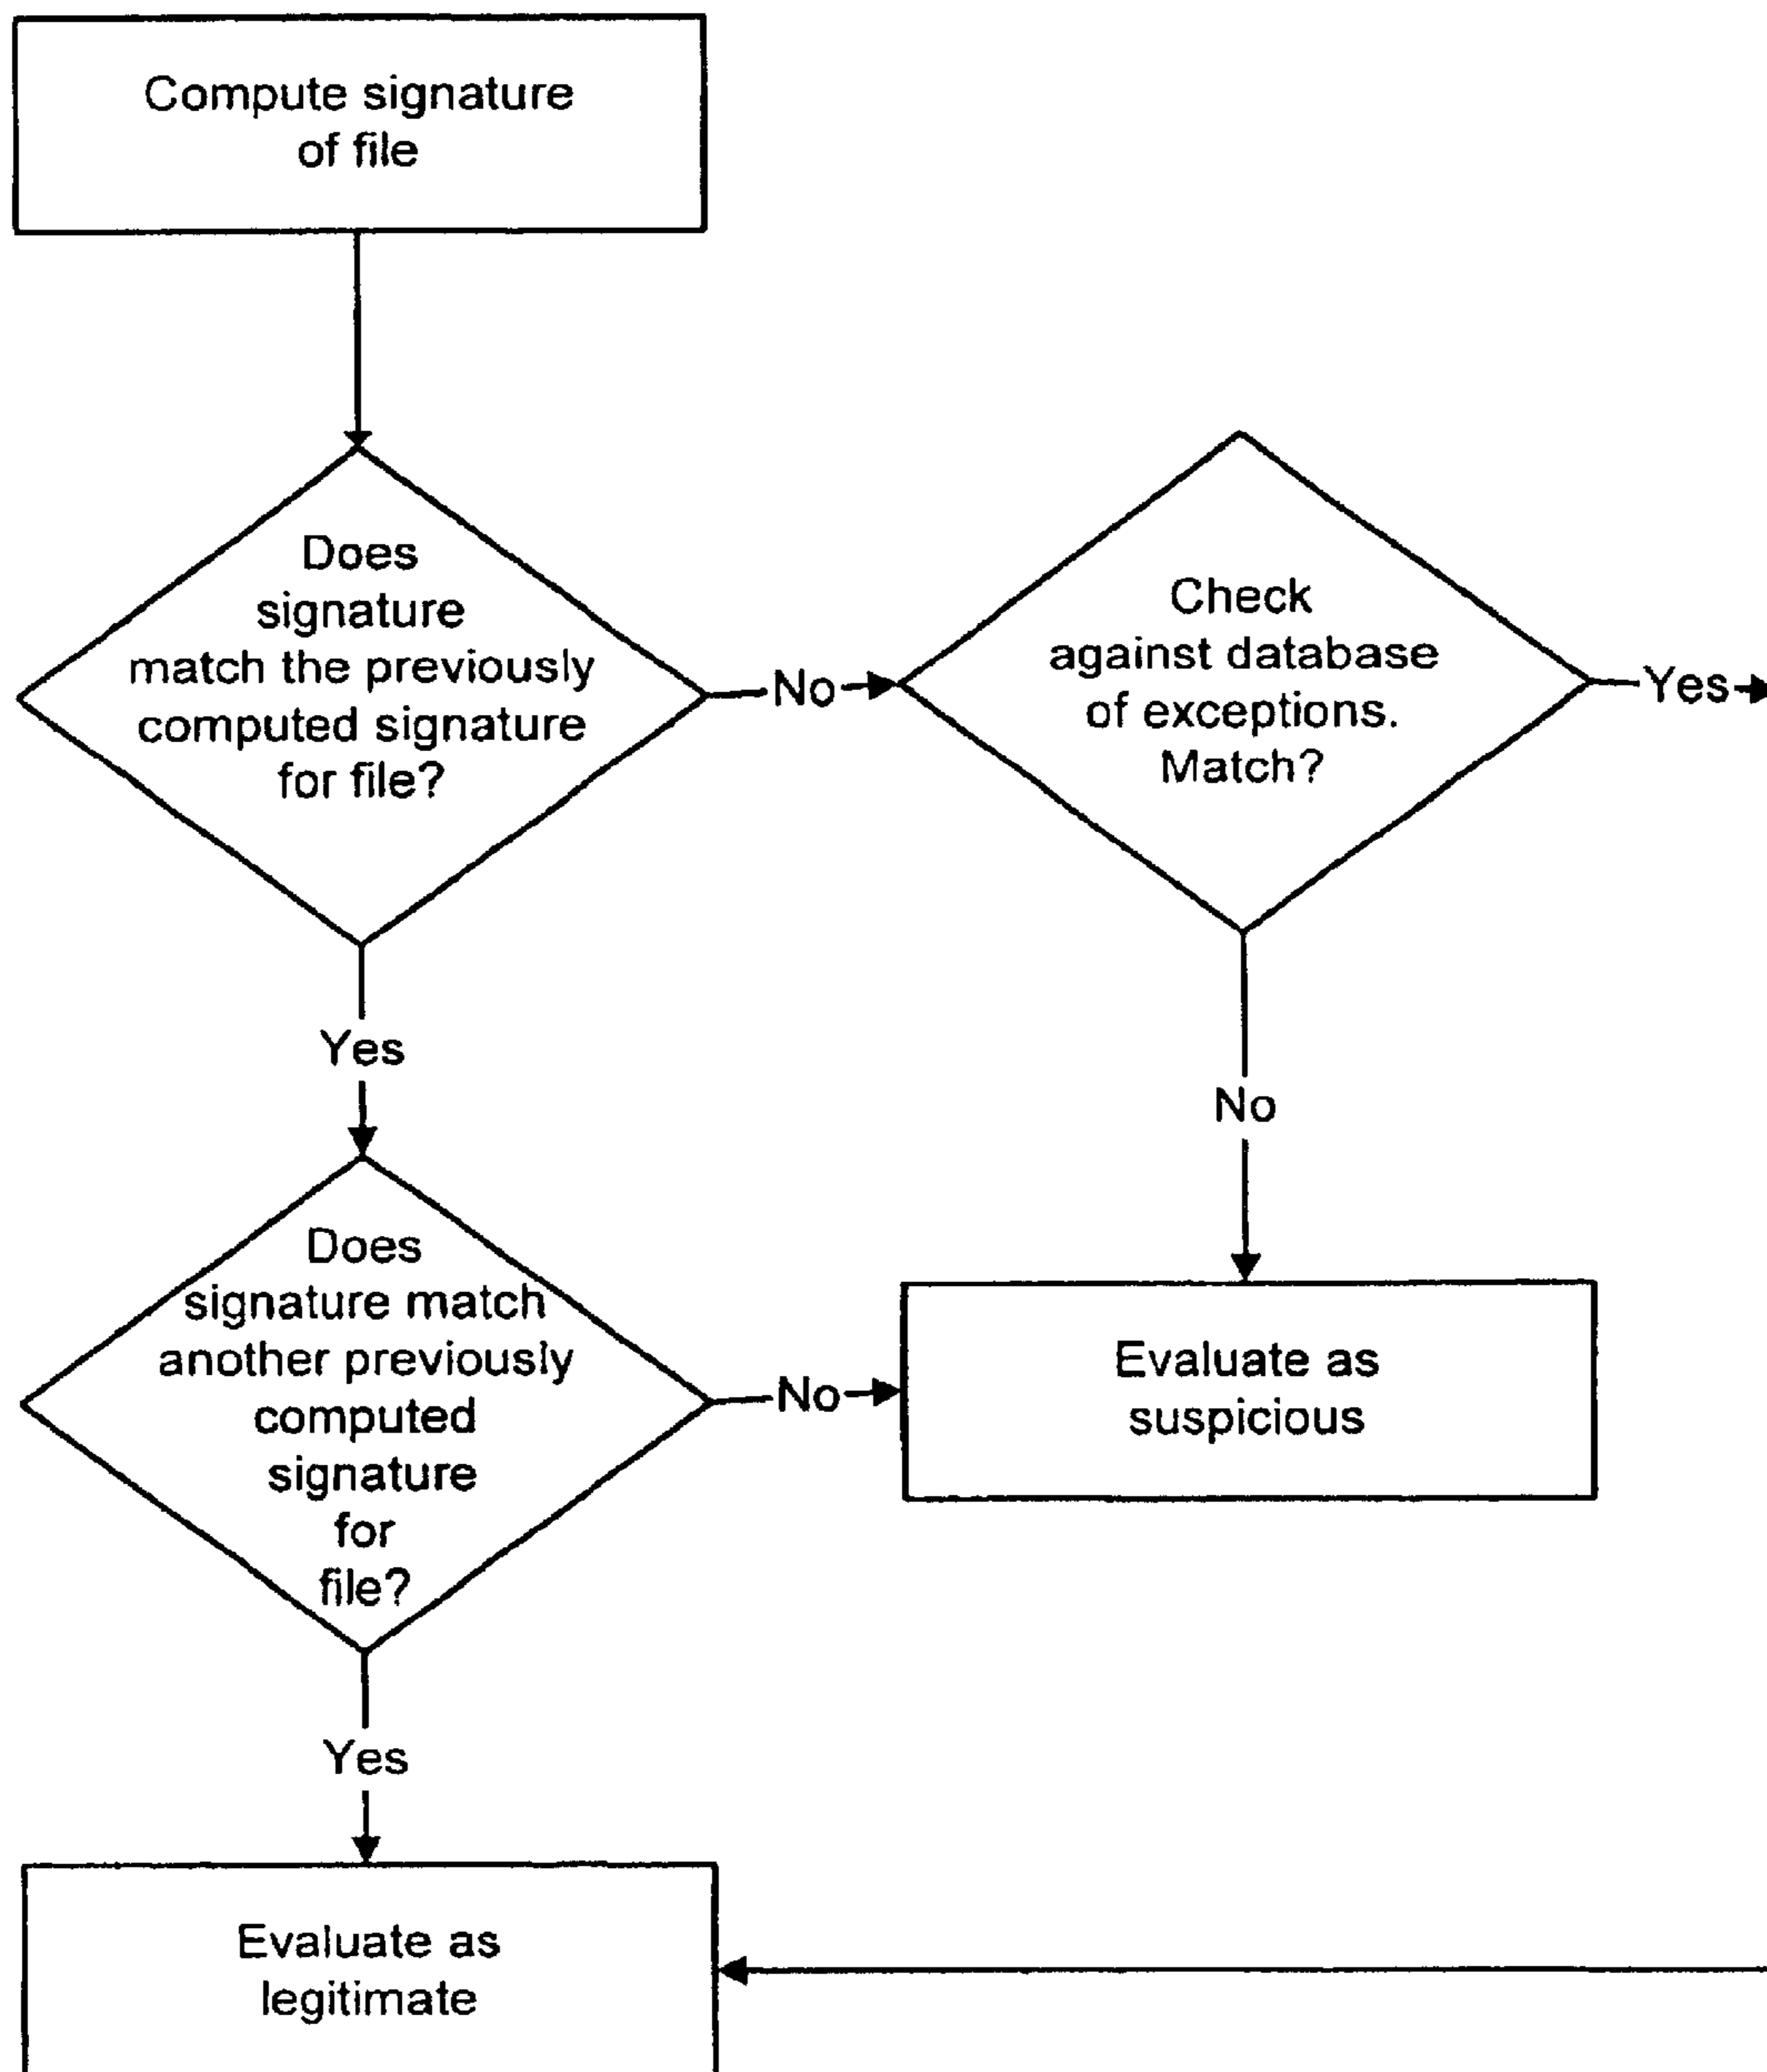 Compute signature
of file
Does
signature
match the previously
computed signature
for file?
No
Check
against database
of exceptions.
Match?
Yes
Yes
No
Does
signature match
another previously
computed
signature
for
file?
No
Evaluate as
suspicious
Yes
Evaluate as
legitimate